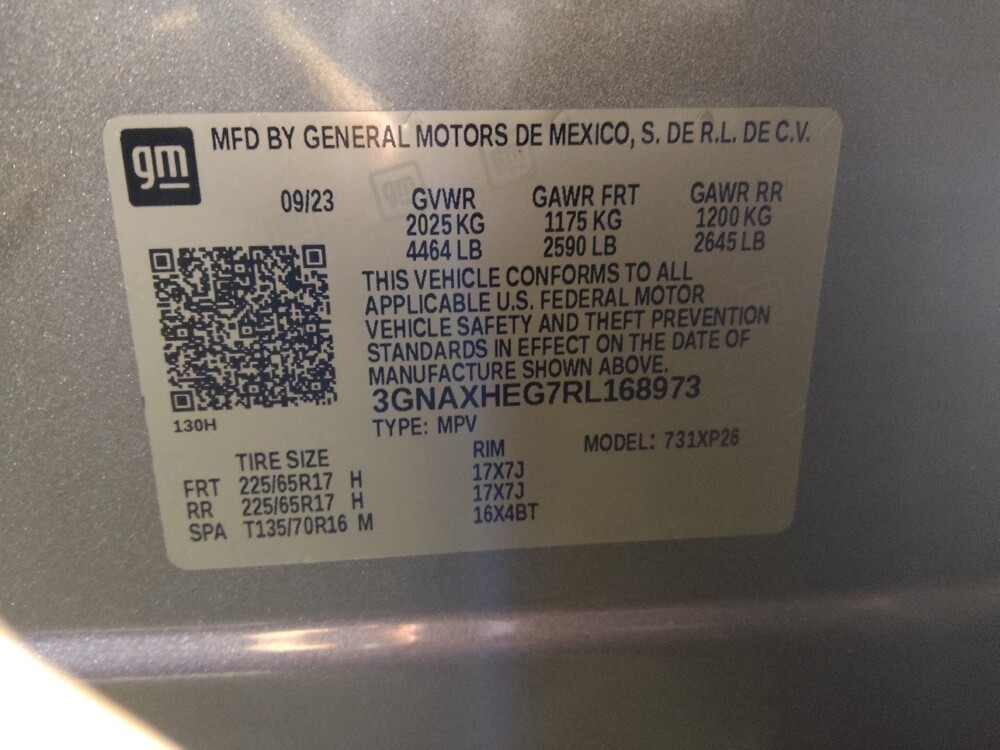 gm
MFD BY GENERAL MOTORS DE MEXICO, S. DE R.L. DE C.V.
09/23 GVWR GAWR FRT GAWR RR
2025 KG 1175 KG 1200 KG
4464 LB 2590 LB 2645 LB
THIS VEHICLE CONFORMS TO ALL
APPLICABLE U.S. FEDERAL MOTOR
VEHICLE SAFETY AND THEFT PREVENTION
STANDARDS IN EFFECT ON THE DATE OF
MANUFACTURE SHOWN ABOVE.
3GNAXHEG7RL168973
130H
TYPE: MPV MODEL: 731XP26
TIRE SIZE RIM
FRT 225/65R17 H 17X7J
RR 225/65R17 H 17X7J
SPA T135/70R16 M 16X4BT